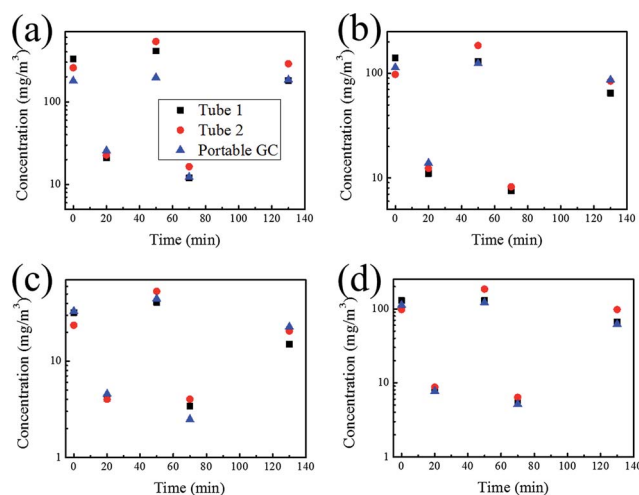 (a)
Concentration (mg/m³)
100
10
Tube 1
Tube 2
Portable GC
0 20 40 60 80 100 120 140
Time (min)
(b)
Concentration (mg/m³)
100
10
0 20 40 60 80 100 120 140
Time (min)
(c)
Concentration (mg/m³)
10
1
0 20 40 60 80 100 120 140
Time (min)
(d)
Concentration (mg/m³)
100
10
1
0 20 40 60 80 100 120 140
Time (min)